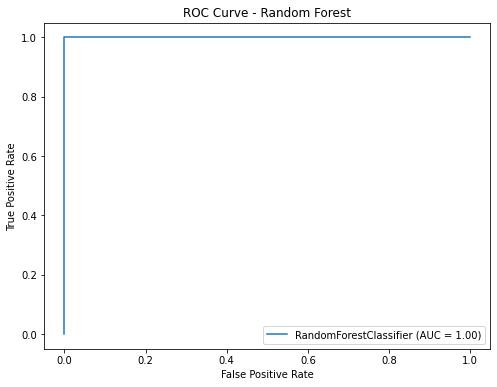 ROC Curve - Random Forest
1.0
0.8
0.6
0.4
0.2
0.0
True Positive Rate
RandomForestClassifier (AUC = 1.00)
0.0 0.2 0.4 0.6 0.8 1.0
False Positive Rate